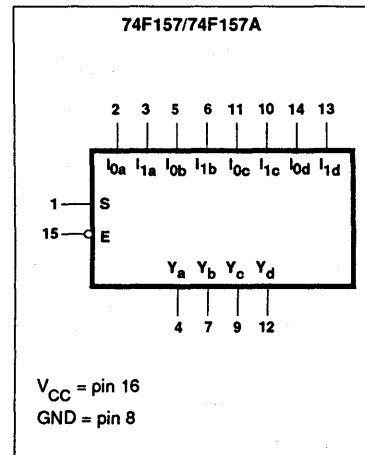 74F157/74F157A
2 3 5 6 11 10 14 13
I0a I1a I0b I1b I0c I1c I0d I1d
1 S
15 E
Ya Yb Yc Yd
4 7 9 12
VCC = pin 16
GND = pin 8